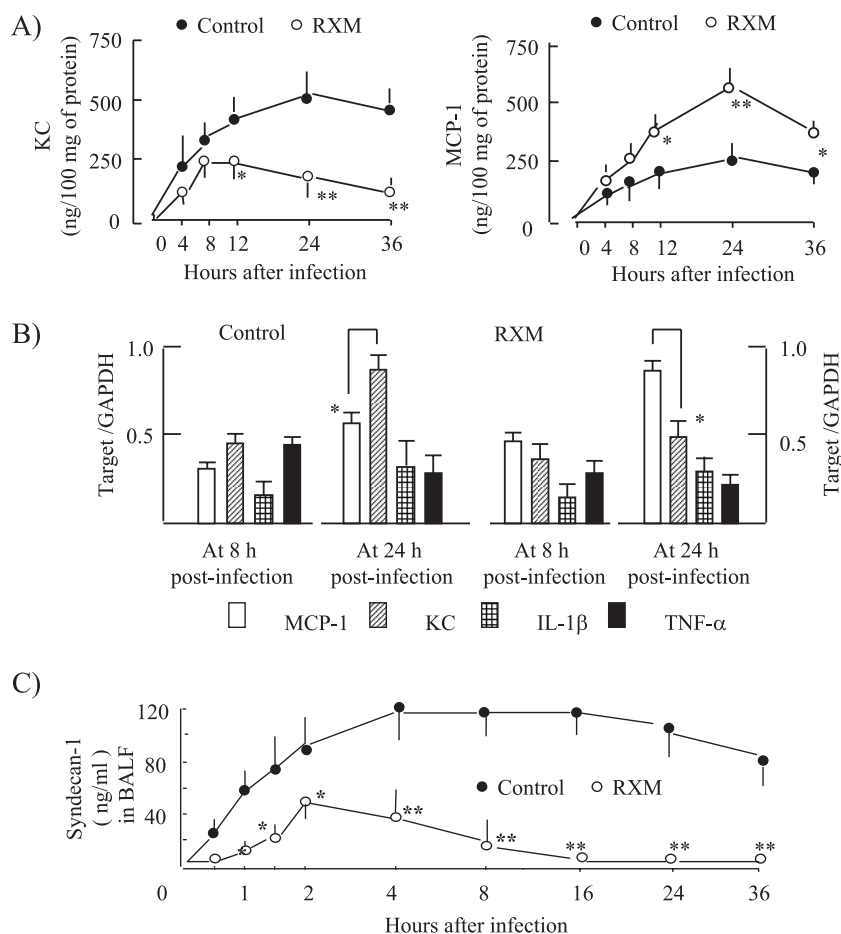 A)
Control RXM
750
500
250
0
KC
(ng/100 mg of protein)
* ** **
0 4 8 12 24 36
Hours after infection
Control RXM
750
500
250
0
MCP-1
(ng/100 mg of protein)
* ** *
0 4 6 12 24 36
Hours after infection
B)
Control RXM
1.0
0.5
Target /GAPDH
* *
1.0
0.5
Target /GAPDH
At 8 h At 24 h At 8 h At 24 h
post-infection post-infection post-infection post-infection
MCP-1 KC IL-1β TNF-α
C)
120
80
40
0
Syndecan-1
( ng/ml )
in BALF
Control RXM
* * * ** ** ** ** **
1 2 4 8 16 24 36
Hours after infection